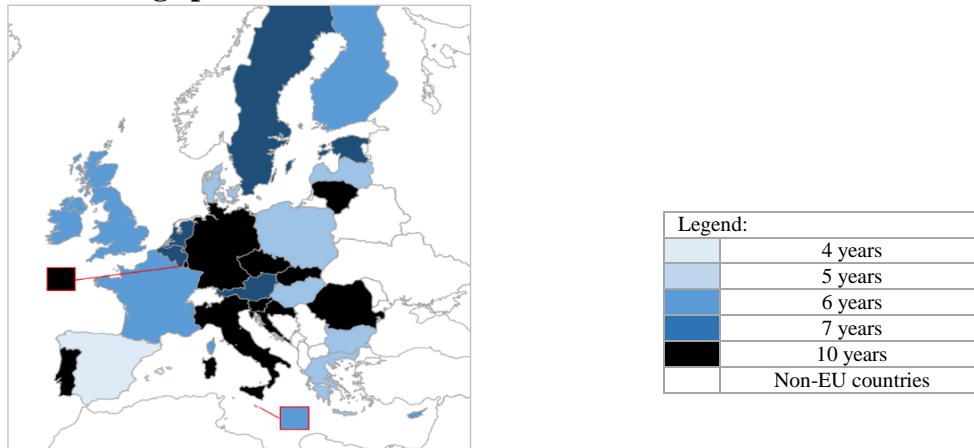 Legend:
4 years
5 years
6 years
7 years
10 years
Non-EU countries